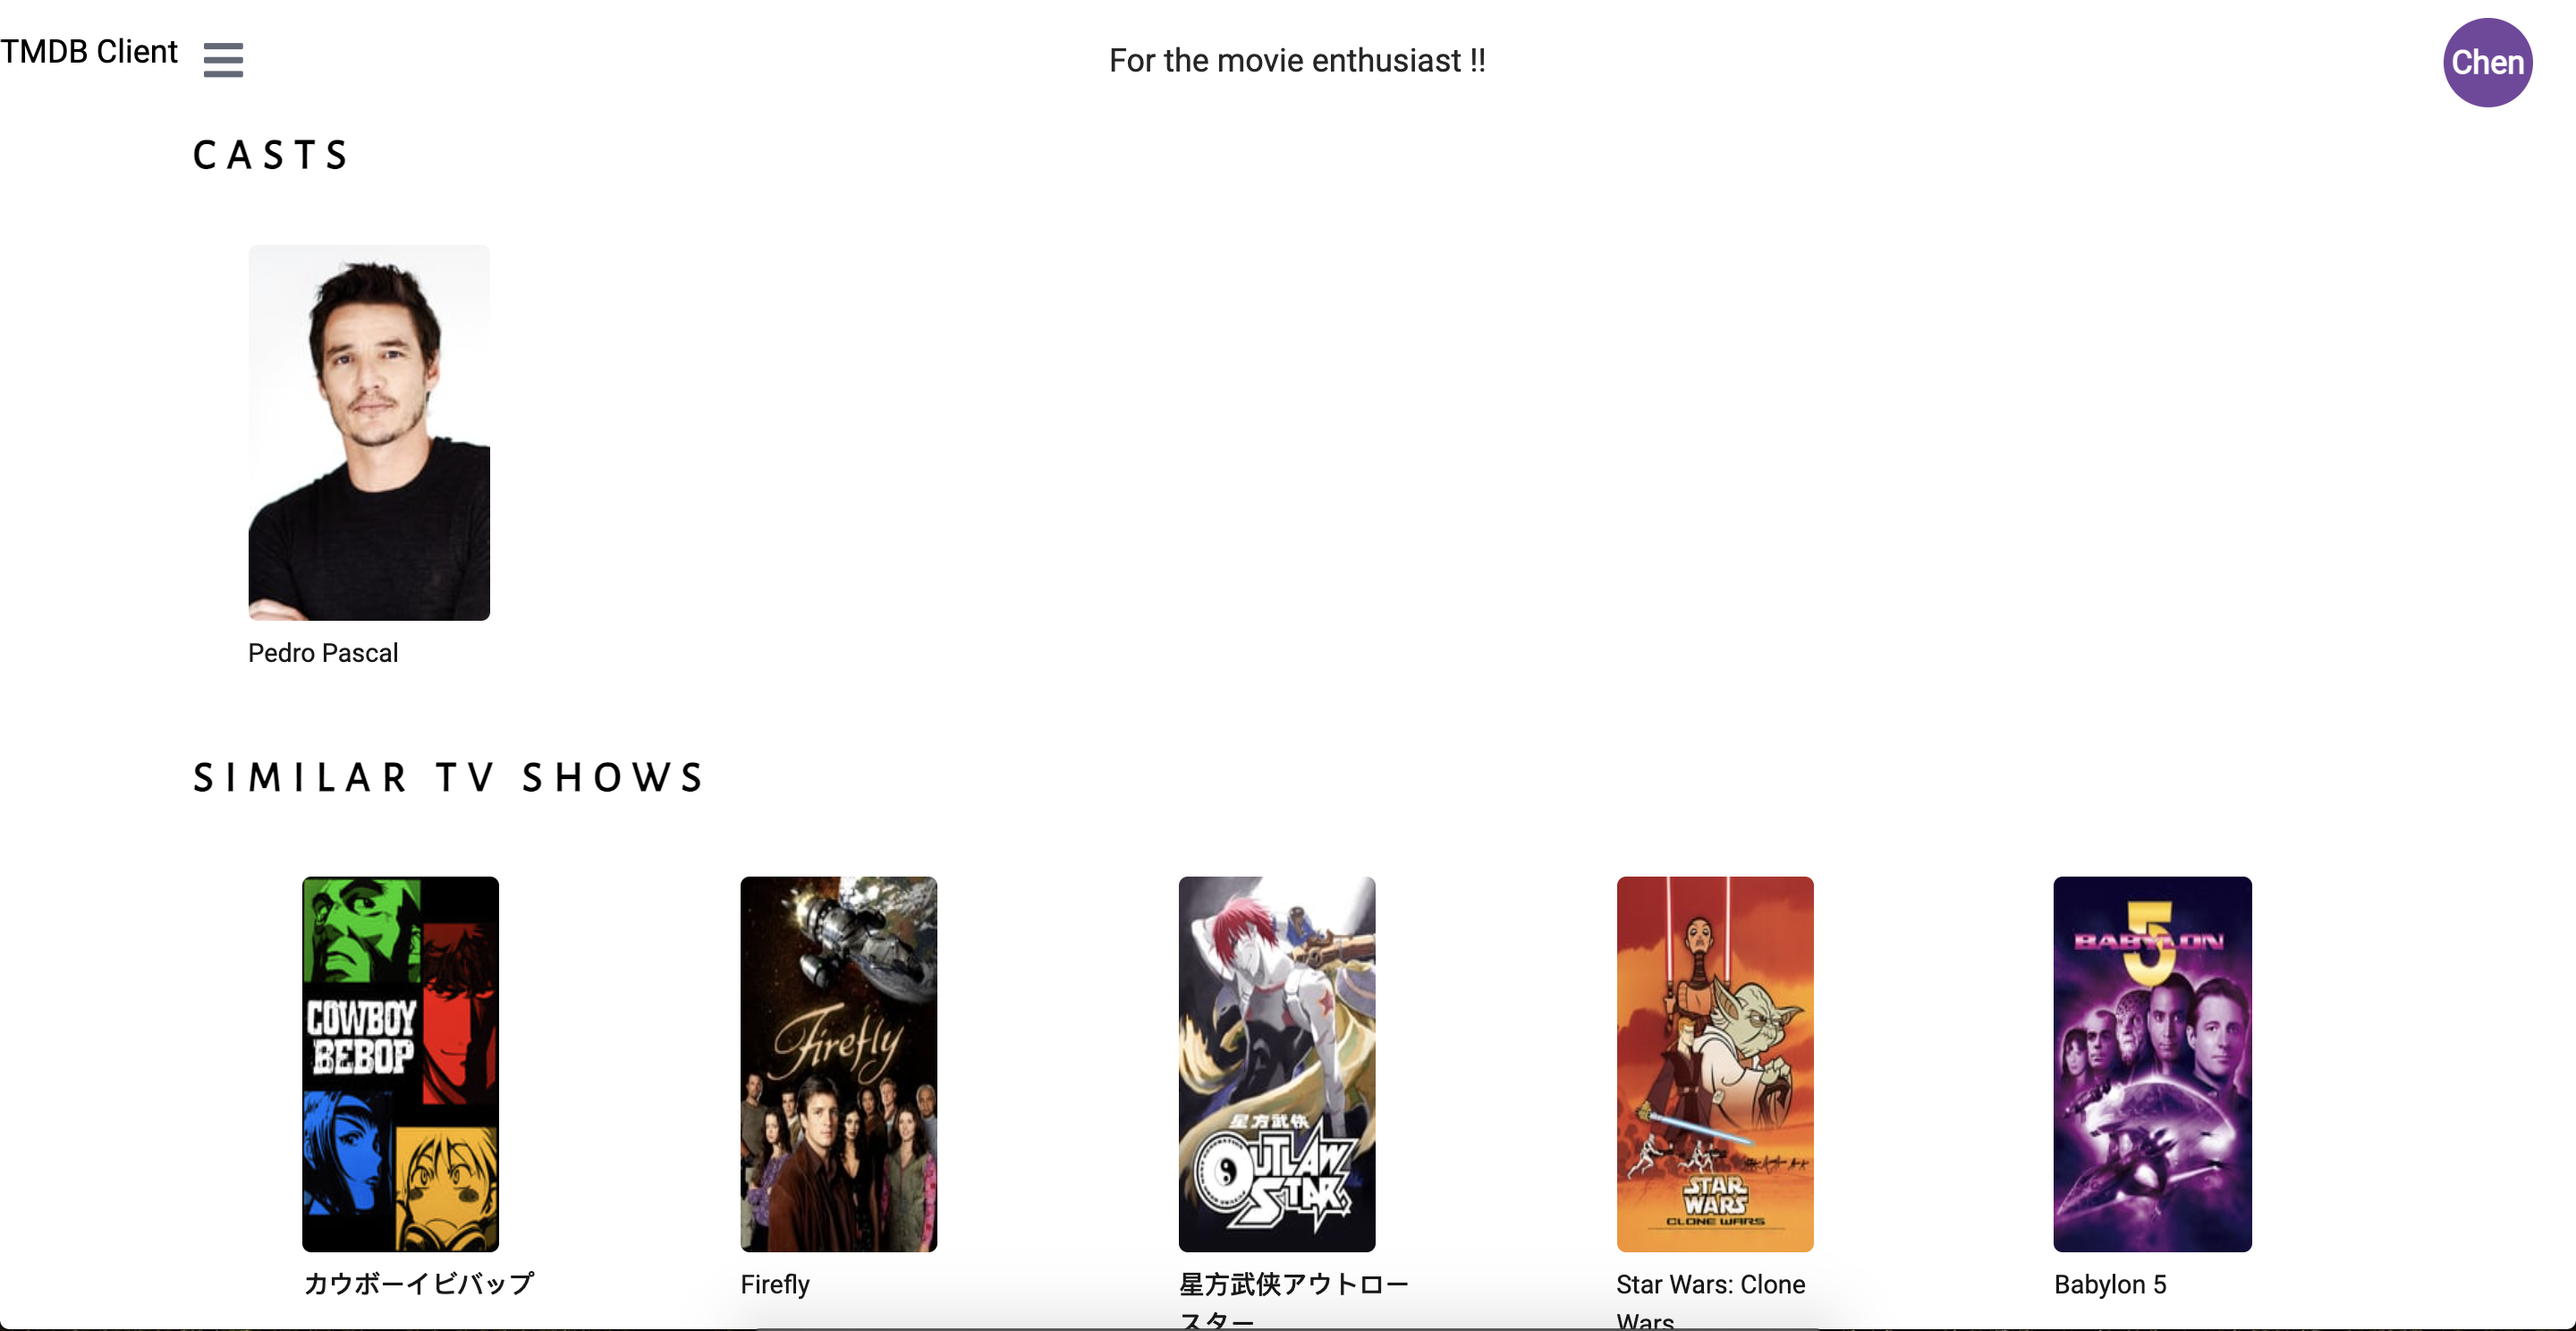 TMDB Client
For the movie enthusiast !!
Chen
CASTS
Pedro Pascal
SIMILAR TV SHOWS
COWBOY
BEBOP
Firefly
星方武侠
OUTLAW
STAR
STAR
WARS
CLONE WARS
BABYLON
5
カウボーイビバップ
Firefly
星方武侠アウトロー
スター
Star Wars: Clone
Wars
Babylon 5